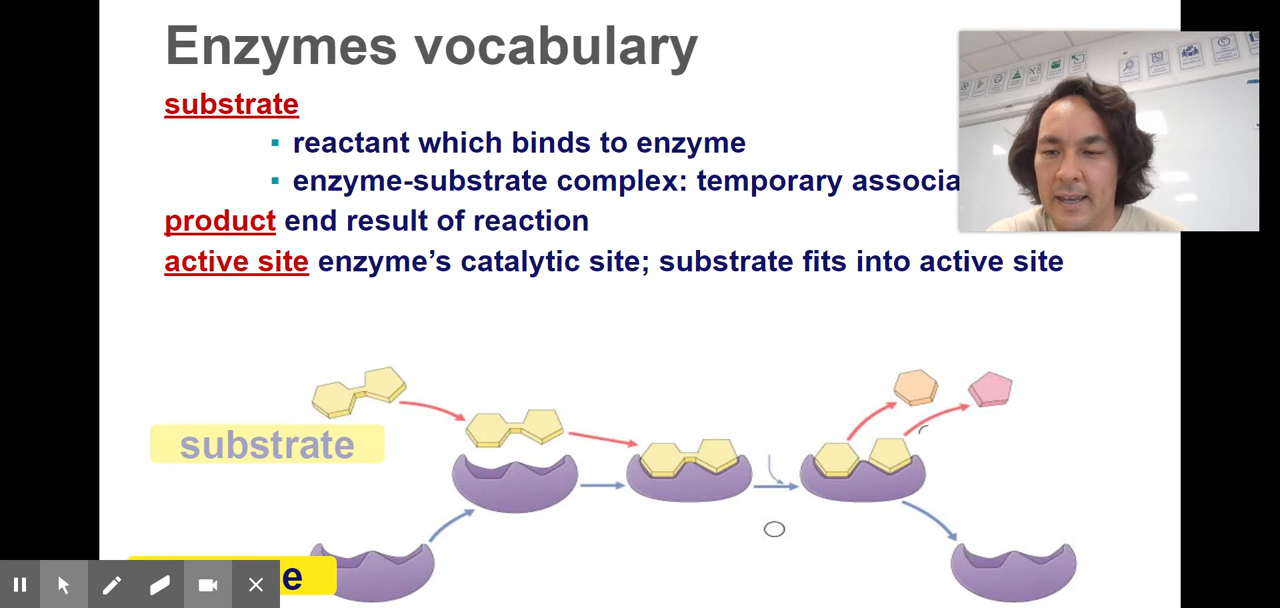 Enzymes vocabulary
substrate
▪ reactant which binds to enzyme
▪ enzyme-substrate complex: temporary associa
product end result of reaction
active site enzyme’s catalytic site; substrate fits into active site
substrate
e